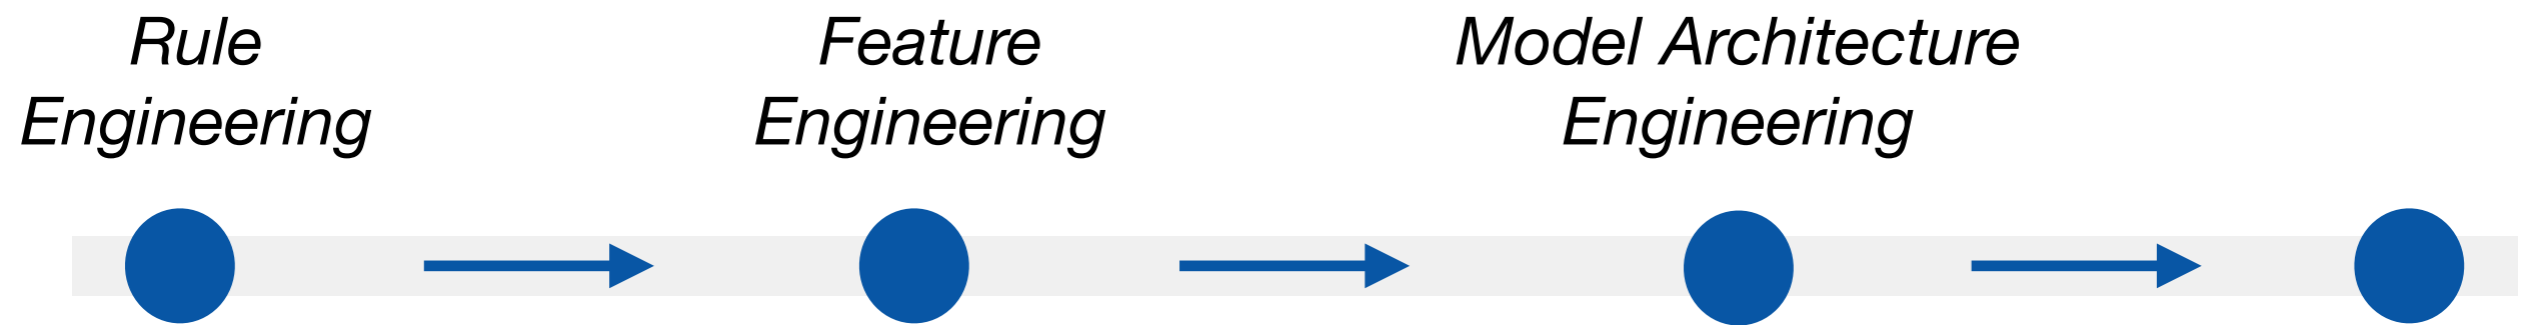 Rule
Engineering
Feature
Engineering
Model Architecture
Engineering